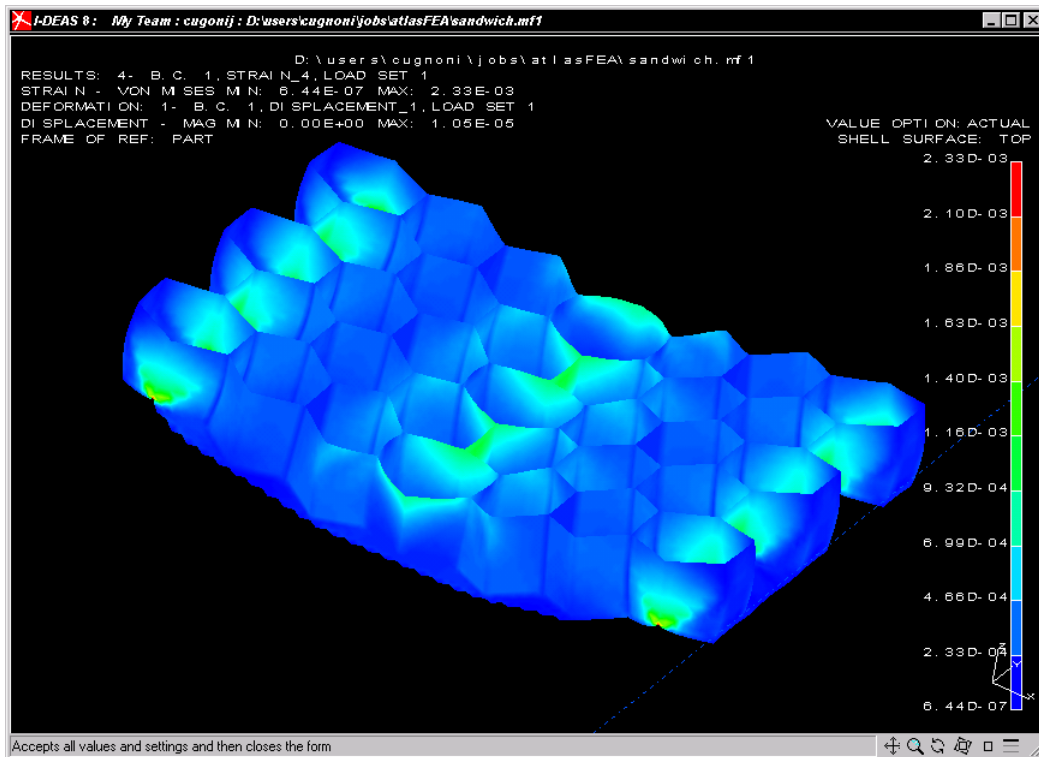 I-DEAS 8 : My Team : cugonij : D:\users\cugnoni\jobs\atlasFEA\sandwich.mf1
D:\users\cugnoni\jobs\atlasFEA\sandwich.mf1
RESULTS: 4- B.C. 1,STRAIN_4,LOAD SET 1
STRAIN - VON MISES MIN: 6.44E-07 MAX: 2.33E-03
DEFORMATION: 1- B.C. 1,DISPLACEMENT_1,LOAD SET 1
DISPLACEMENT - MAG MIN: 0.00E+00 MAX: 1.05E-05
FRAME OF REF: PART
VALUE OPTION: ACTUAL
SHELL SURFACE: TOP
2.33D-03
2.10D-03
1.86D-03
1.63D-03
1.40D-03
1.16D-03
9.32D-04
6.99D-04
4.66D-04
2.33D-04
6.44D-07
Z
Y
X
Accepts all values and settings and then closes the form